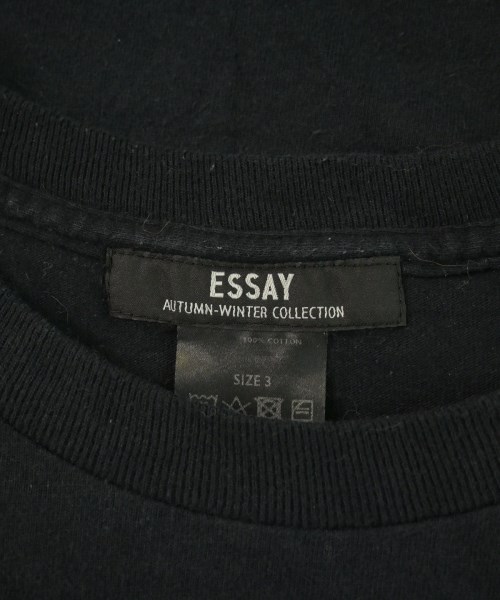 ESSAY
AUTUMN-WINTER COLLECTION
100% COTTON
SIZE 3